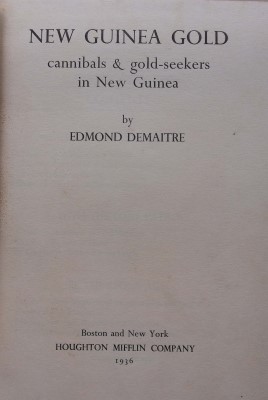 NEW GUINEA GOLD
cannibals & gold-seekers
in New Guinea
by
EDMOND DEMAITRE
Boston and New York
HOUGHTON MIFFLIN COMPANY
1936